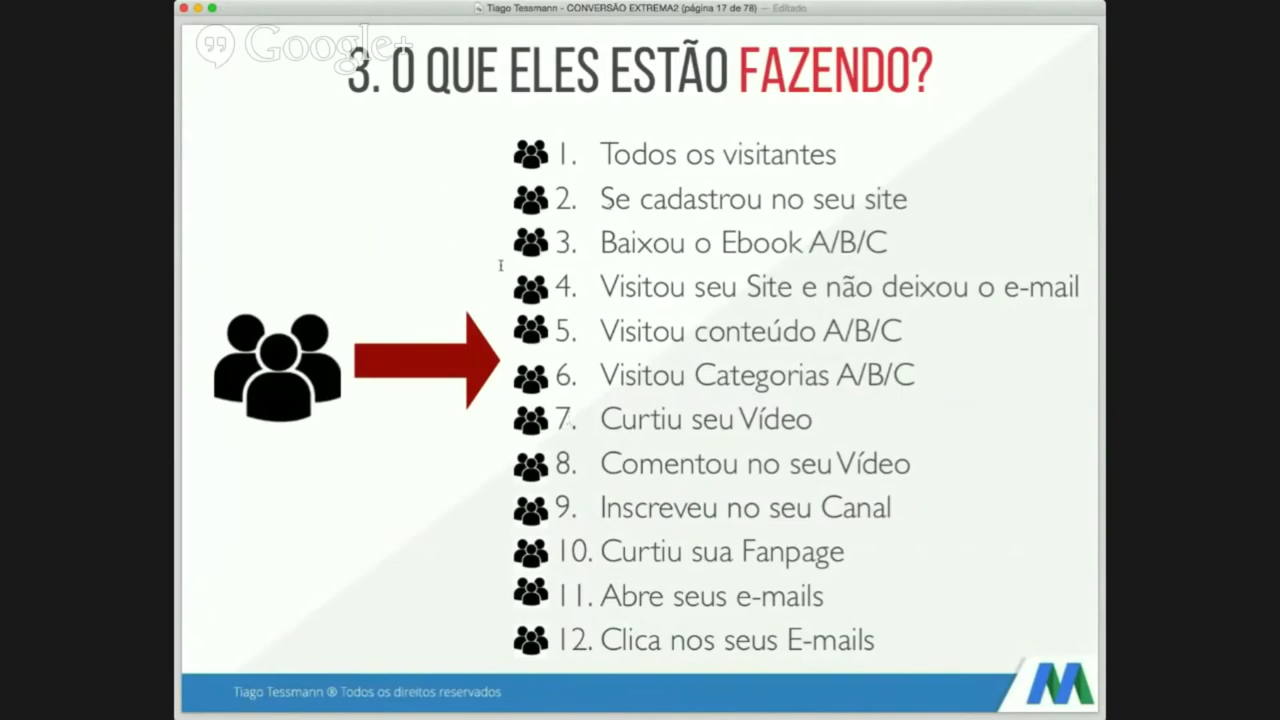 Tiago Tessmann - CONVERSÃO EXTREMA2 (página 17 de 78) — Editado
Google+
3. O QUE ELES ESTÃO FAZENDO?
1. Todos os visitantes
2. Se cadastrou no seu site
3. Baixou o Ebook A/B/C
4. Visitou seu Site e não deixou o e-mail
5. Visitou conteúdo A/B/C
6. Visitou Categorias A/B/C
7. Curtiu seu Vídeo
8. Comentou no seu Vídeo
9. Inscreveu no seu Canal
10. Curtiu sua Fanpage
11. Abre seus e-mails
12. Clica nos seus E-mails
Tiago Tessmann ® Todos os direitos reservados